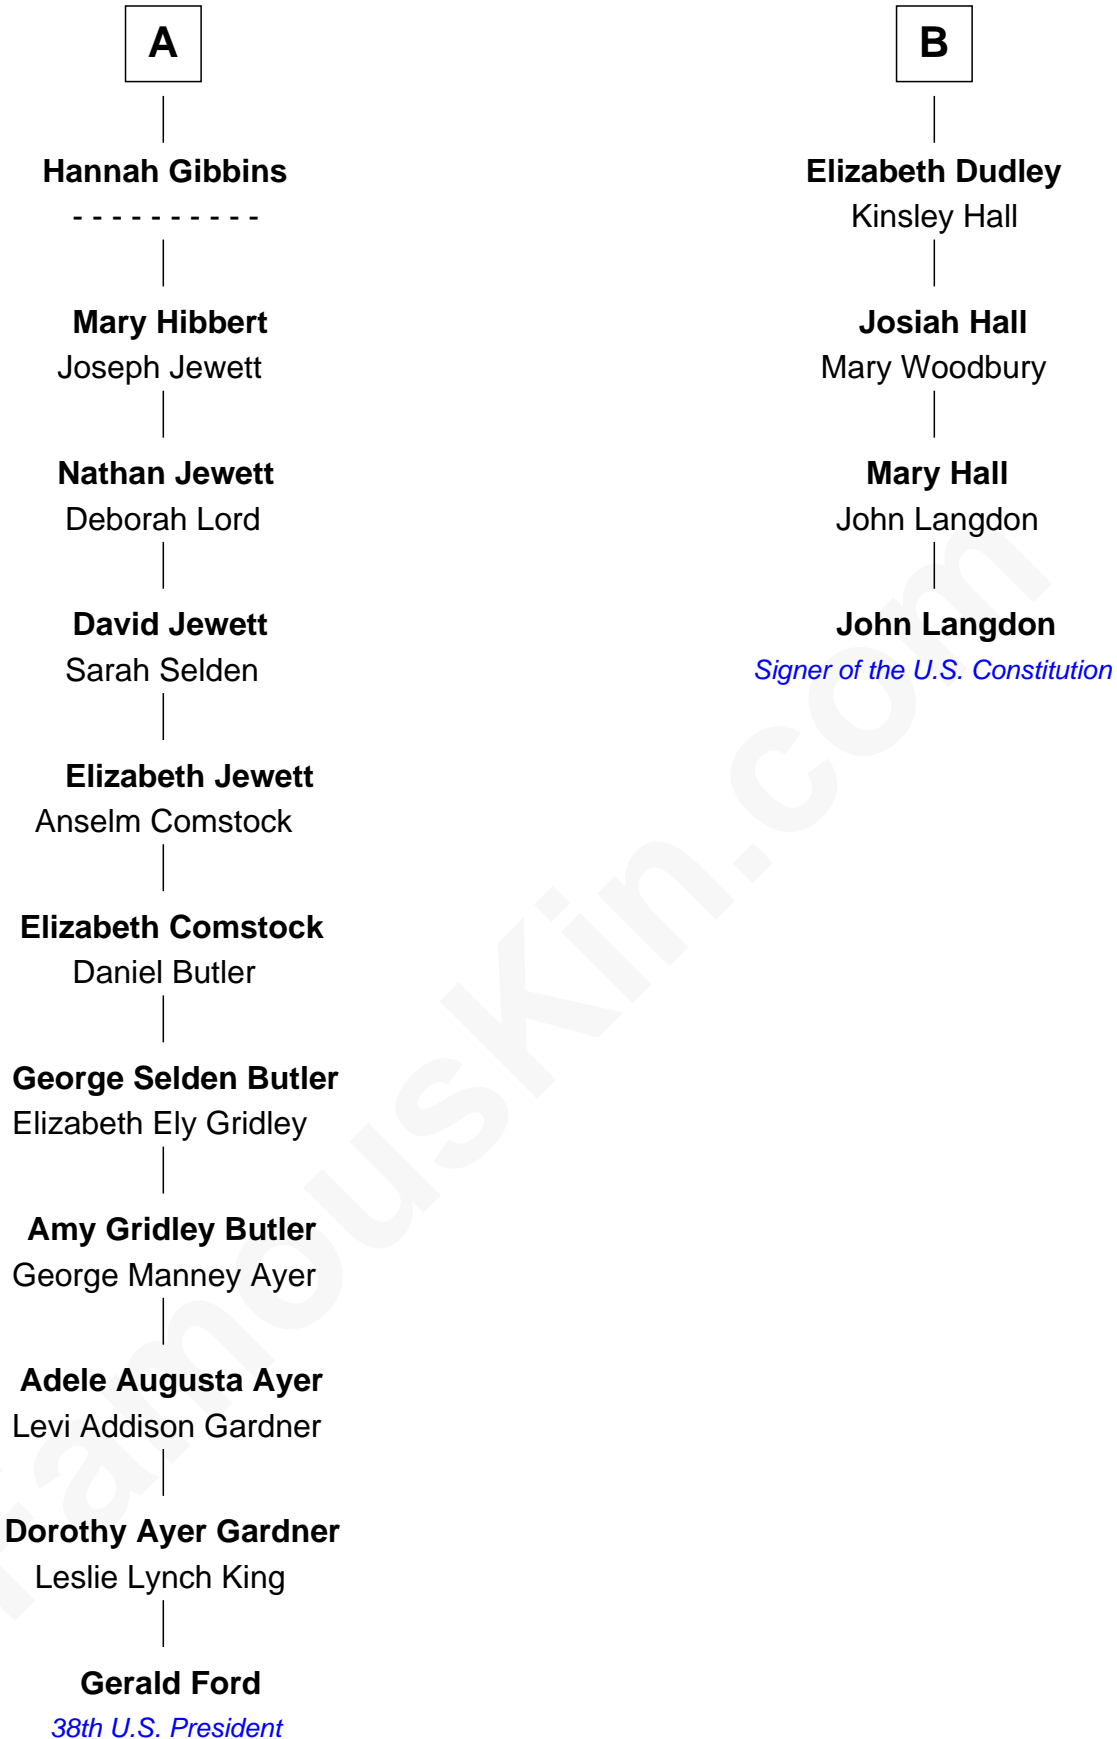 A
Hannah Gibbins
- - - - - - - - - -
Mary Hibbert
Joseph Jewett
Nathan Jewett
Deborah Lord
David Jewett
Sarah Selden
Elizabeth Jewett
Anselm Comstock
Elizabeth Comstock
Daniel Butler
George Selden Butler
Elizabeth Ely Gridley
Amy Gridley Butler
George Manney Ayer
Adele Augusta Ayer
Levi Addison Gardner
Dorothy Ayer Gardner
Leslie Lynch King
Gerald Ford
38th U.S. President
B
Elizabeth Dudley
Kinsley Hall
Josiah Hall
Mary Woodbury
Mary Hall
John Langdon
John Langdon
Signer of the U.S. Constitution
FamousKin.com